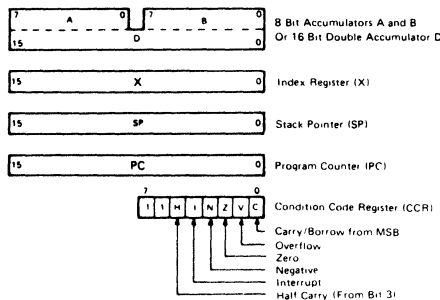 7 A 0 7 B 0
15 D 0
8 Bit Accumulators A and B
Or 16 Bit Double Accumulator D
15 X 0 Index Register (X)
15 SP 0 Stack Pointer (SP)
15 PC 0 Program Counter (PC)
7 0
1 1 H I N Z V C Condition Code Register (CCR)
Carry/Borrow from MSB
Overflow
Zero
Negative
Interrupt
Half Carry (From Bit 3)